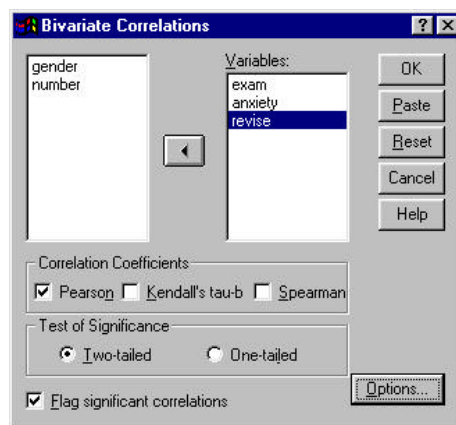 Bivariate Correlations
gender
number
Variables:
exam
anxiety
revise
OK
Paste
Reset
Cancel
Help
Correlation Coefficients
Pearson Kendall's tau-b Spearman
Test of Significance
Two-tailed One-tailed
Flag significant correlations
Options...